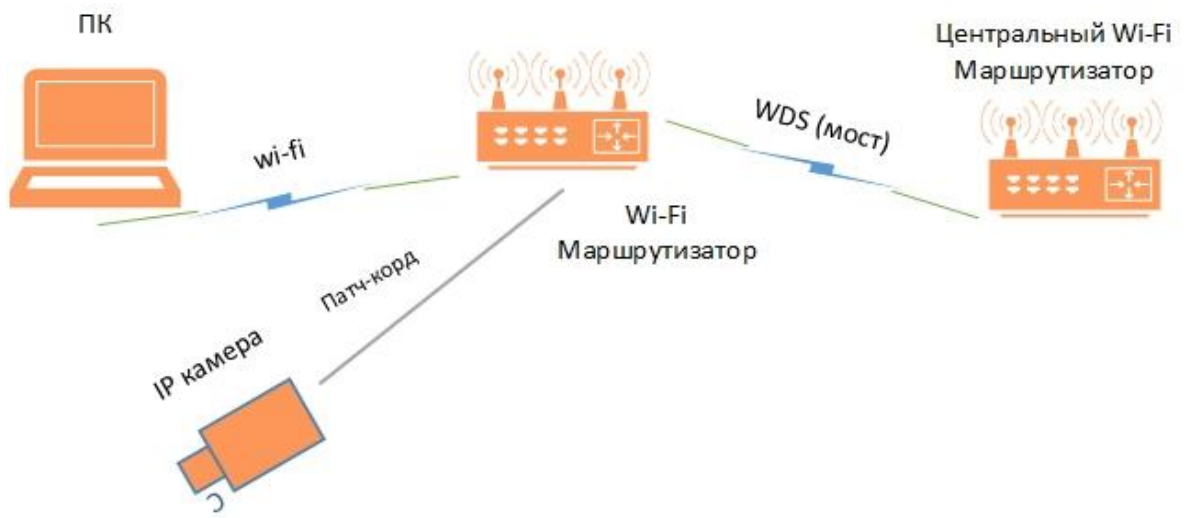 ПК
Центральный Wi-Fi
Маршрутизатор
WDS (мост)
wi-fi
Wi-Fi
Маршрутизатор
Патч-корд
IP камера